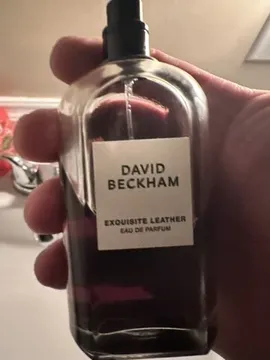 DAVID
BECKHAM
EXQUISITE LEATHER
EAU DE PARFUM